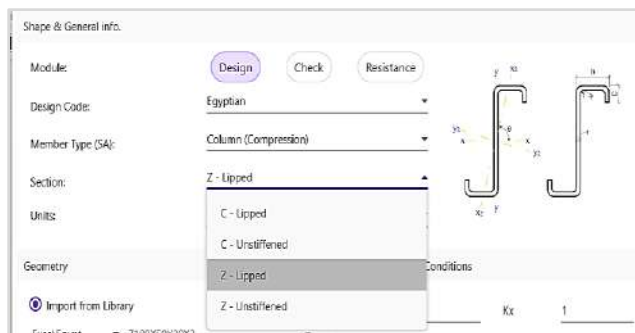 Shape & General info.
Module: Design Check Resistance
Design Code: Egyptian
Member Type (SA): Column (Compression)
Section: Z - Lipped
Units:
C - Lipped
C - Unstiffened
Z - Lipped
Z - Unstiffened
Geometry Conditions
Import from Library
Kx 1